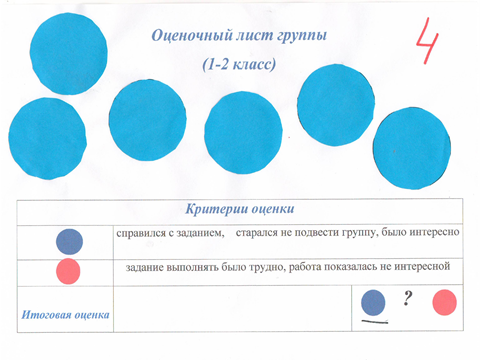 Оценочный лист группы
(1-2 класс)
4
Критерии оценки
справился с заданием, старался не подвести группу, было интересно
задание выполнять было трудно, работа показалась не интересной
Итоговая оценка
?